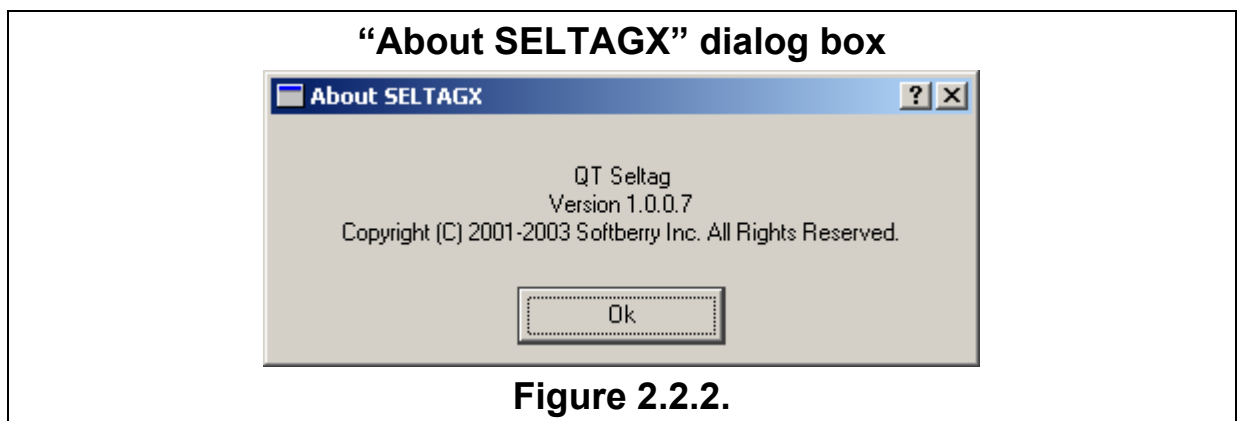 “About SELTAGX” dialog box
About SELTAGX
QT Seltag
Version 1.0.0.7
Copyright (C) 2001-2003 Softberry Inc. All Rights Reserved.
Ok
Figure 2.2.2.